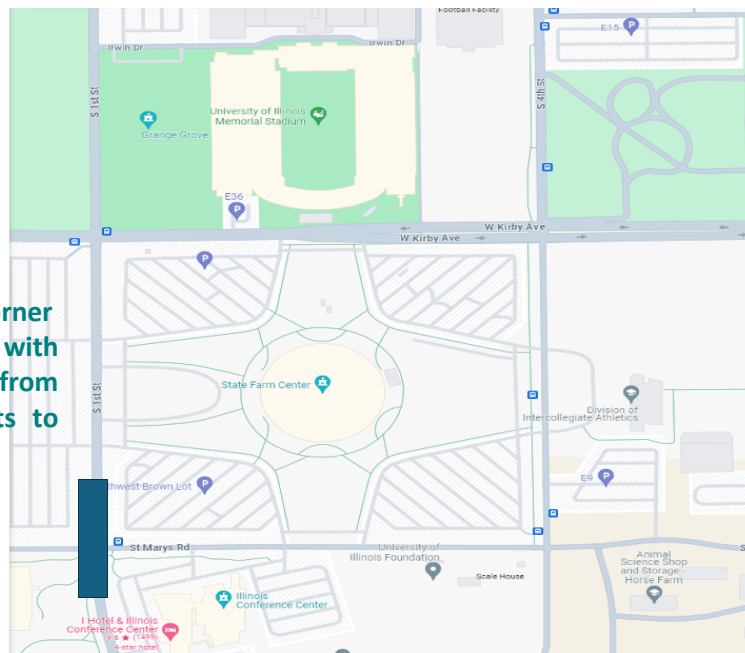 Football Facility
Irwin Dr
Irwin Dr
E15
P
S 1st St
S 4th St
University of Illinois
Memorial Stadium
Grange Grove
E36
P
W Kirby Ave
W Kirby Ave
P
rner
with
from
ts to
S 1st St
State Farm Center
Division of
Intercollegiate Athletics
hwest Brown Lot
P
E9
P
St Marys Rd
S
University of
Illinois Foundation
Scale House
Animal
Science Shop
and Storage -
Horse Farm
Illinois
Conference Center
I Hotel & Illinois
Conference Center
★ (1499)
4-star hotel